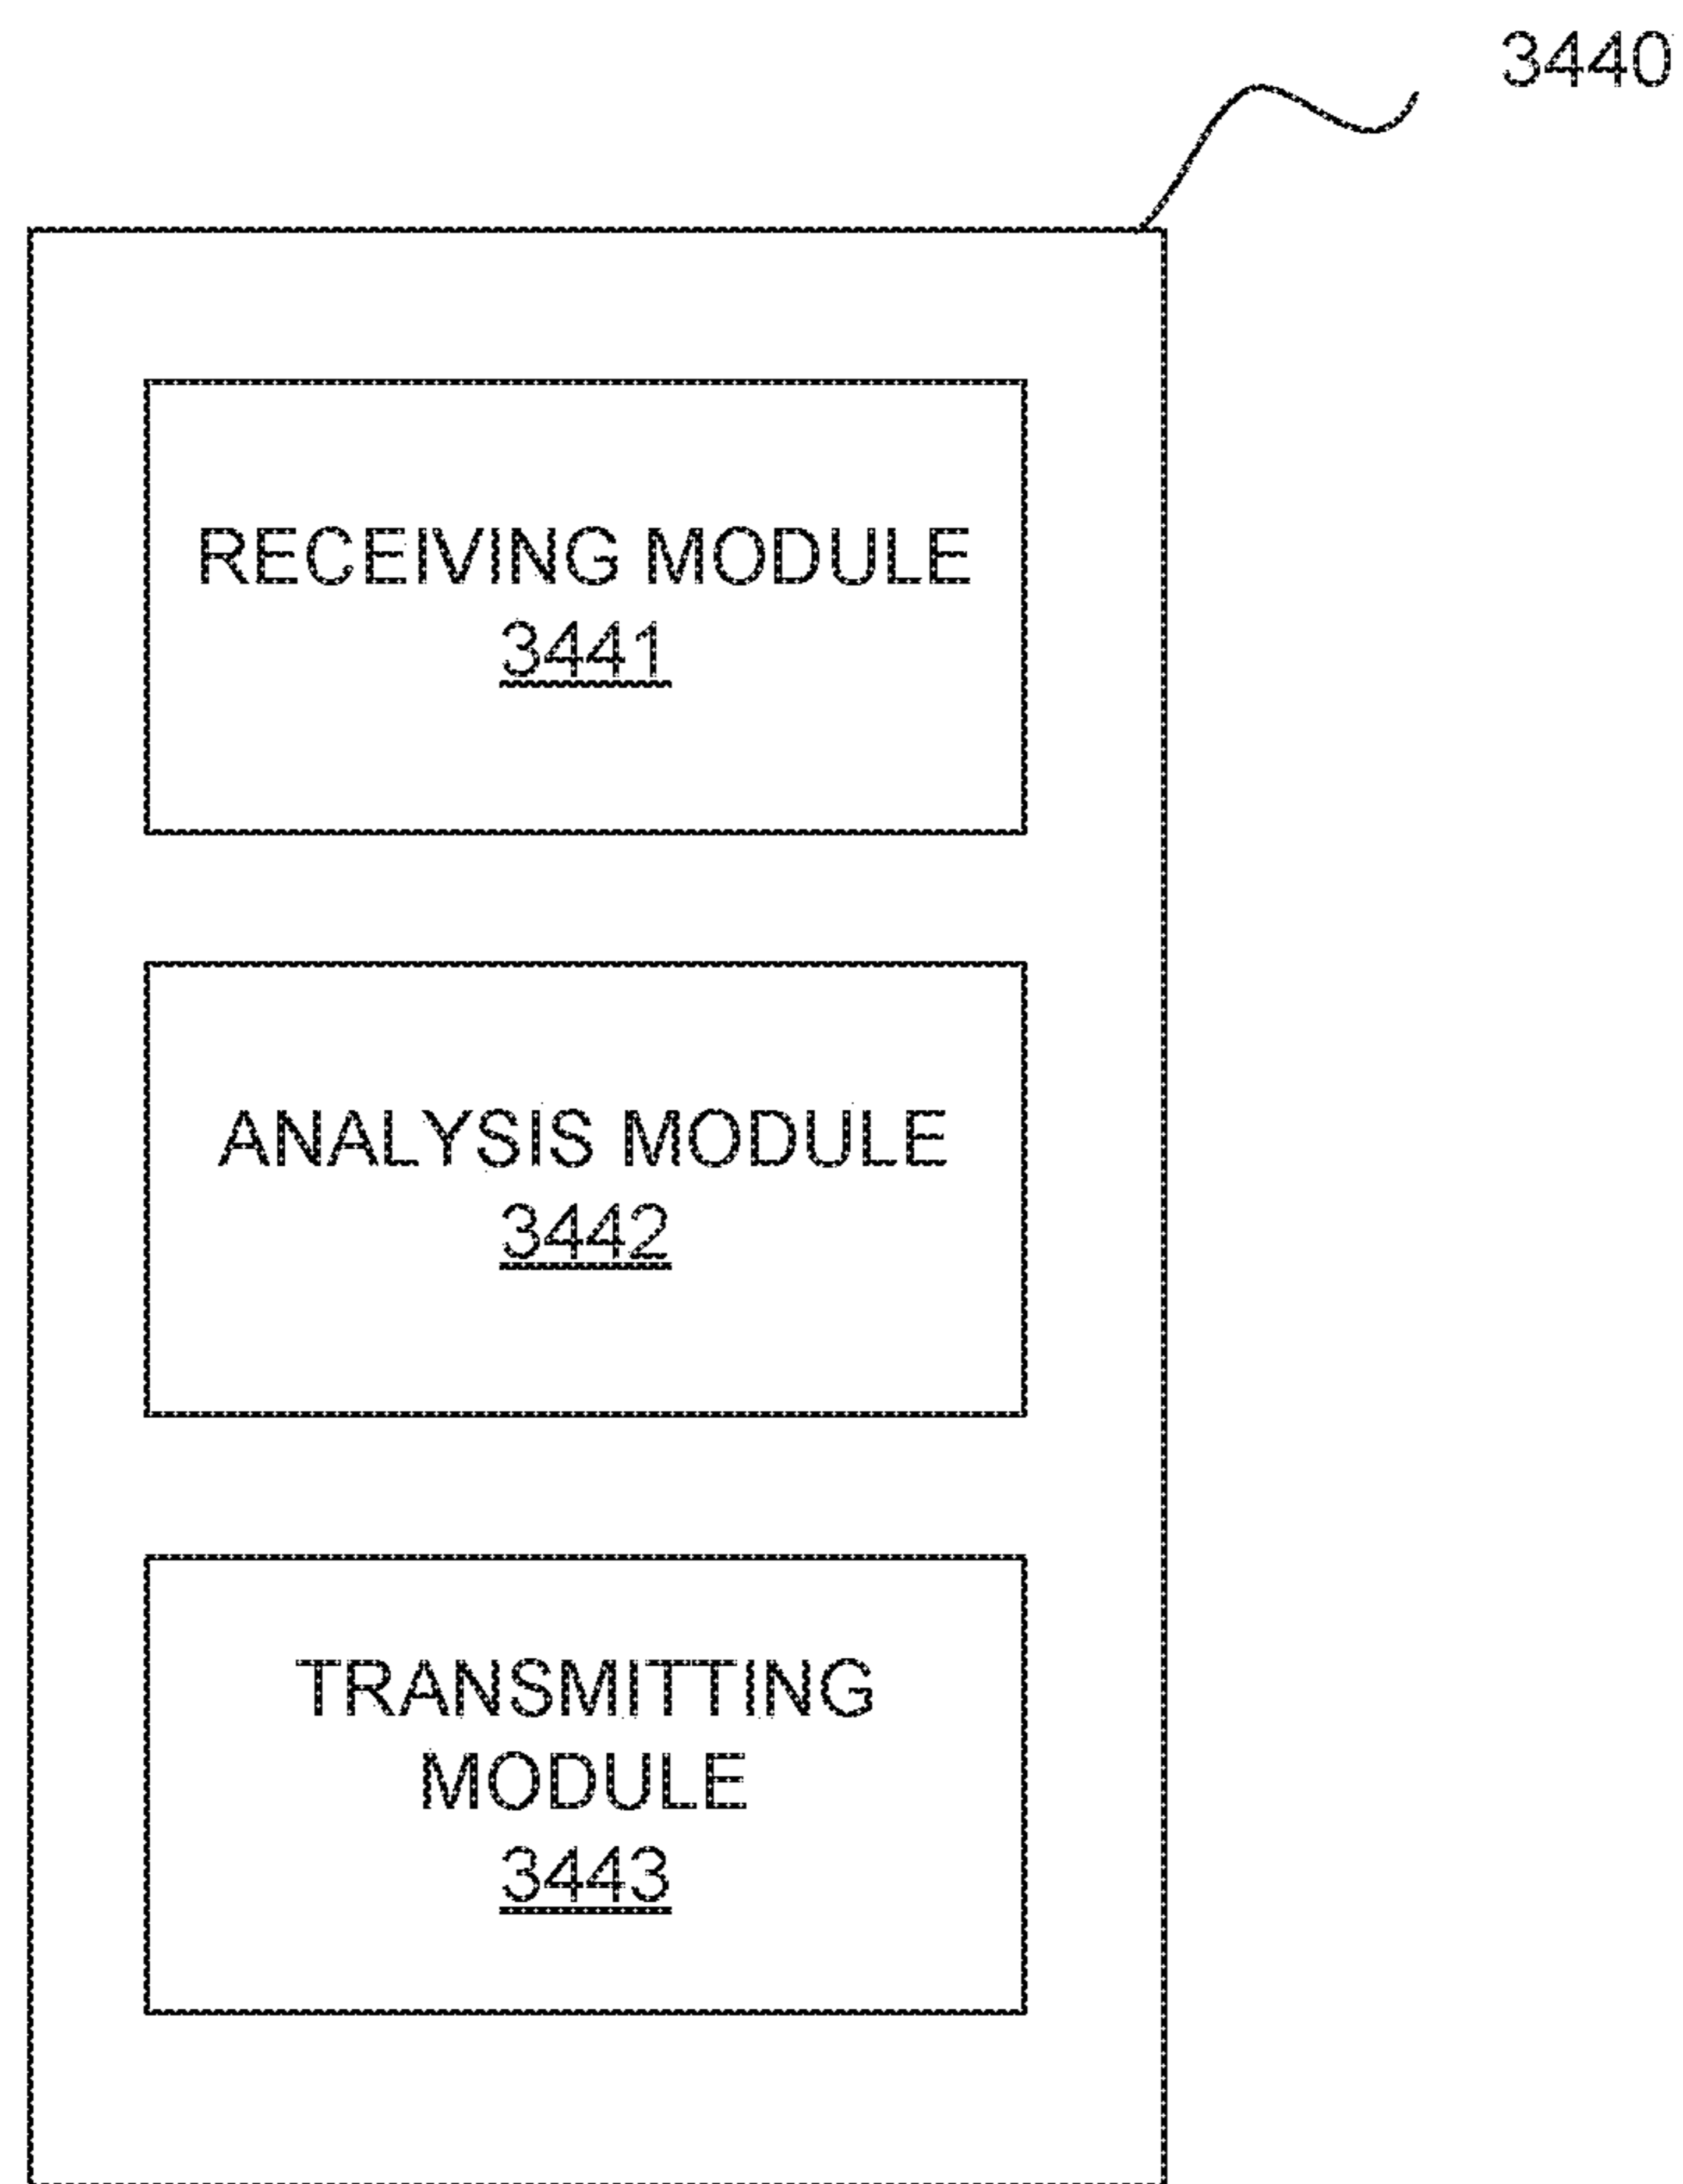 3440
RECEIVING MODULE
3441
ANALYSIS MODULE
3442
TRANSMITTING
MODULE
3443